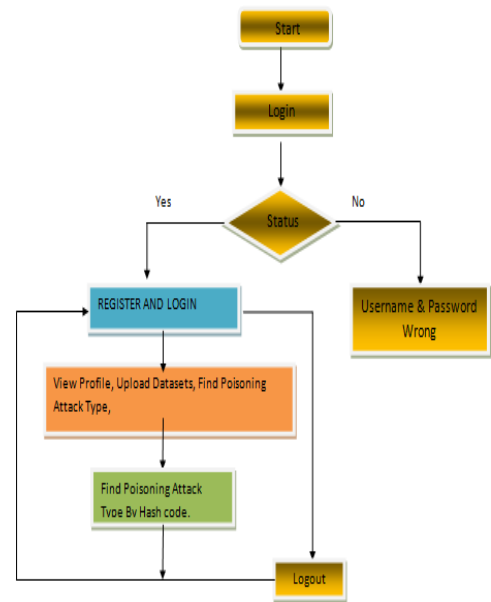 Start
Login
Yes
No
Status
REGISTER AND LOGIN
Username & Password
Wrong
View Profile, Upload Datasets, Find Poisoning
Attack Type,
Find Poisoning Attack
Type By Hash code.
Logout